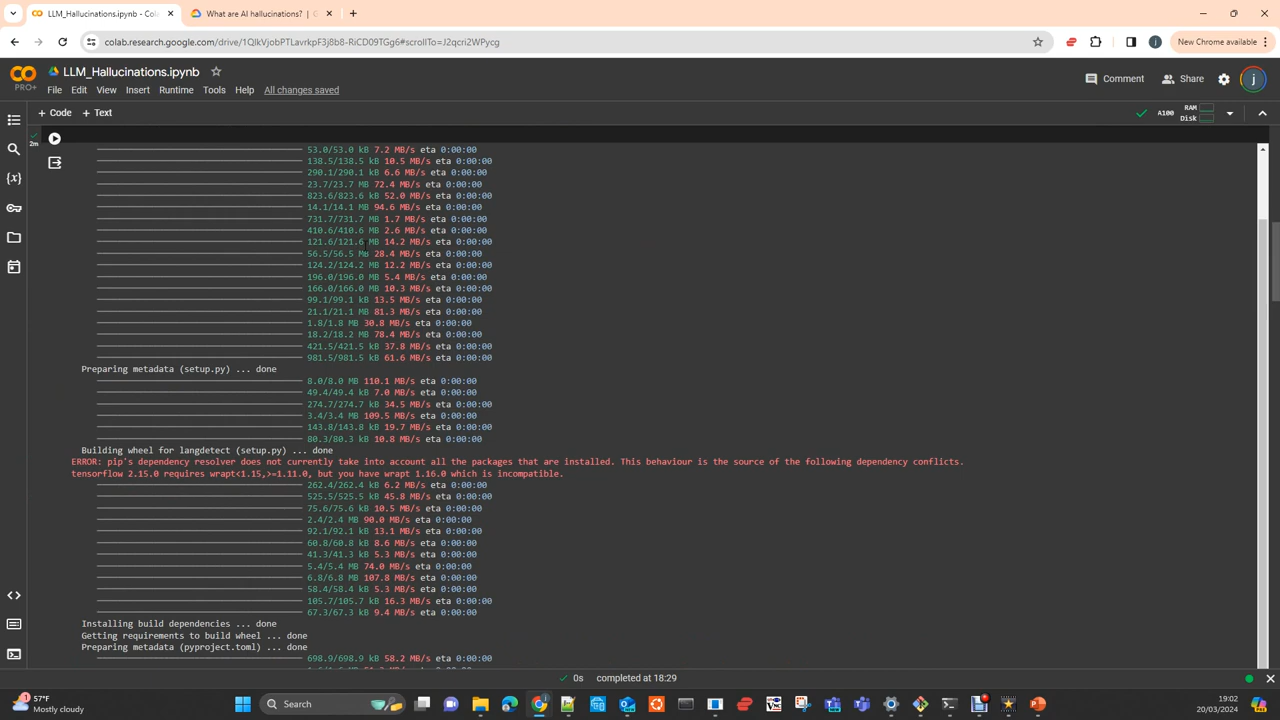 LLM_Hallucinations.ipynb - Cola
What are AI hallucinations? | G
colab.research.google.com/drive/1QlkVjobPTLavrkpF3j8b8-RiCD09TGg6#scrollTo=J2qcri2WPycg
New Chrome available
LLM_Hallucinations.ipynb
PRO+
File Edit View Insert Runtime Tools Help All changes saved
Comment
Share
j
+ Code + Text
A100
RAM
Disk
2m
53.0/53.0 kB 7.2 MB/s eta 0:00:00
138.5/138.5 kB 10.5 MB/s eta 0:00:00
290.1/290.1 kB 6.6 MB/s eta 0:00:00
23.7/23.7 MB 72.4 MB/s eta 0:00:00
823.6/823.6 kB 52.0 MB/s eta 0:00:00
14.1/14.1 MB 94.6 MB/s eta 0:00:00
731.7/731.7 MB 1.7 MB/s eta 0:00:00
410.6/410.6 MB 2.6 MB/s eta 0:00:00
121.6/121.6 MB 14.2 MB/s eta 0:00:00
56.5/56.5 MB 28.4 MB/s eta 0:00:00
124.2/124.2 MB 12.2 MB/s eta 0:00:00
196.0/196.0 MB 5.4 MB/s eta 0:00:00
166.0/166.0 MB 10.3 MB/s eta 0:00:00
99.1/99.1 kB 13.5 MB/s eta 0:00:00
21.1/21.1 MB 81.3 MB/s eta 0:00:00
1.8/1.8 MB 30.8 MB/s eta 0:00:00
18.2/18.2 MB 78.4 MB/s eta 0:00:00
421.5/421.5 kB 37.8 MB/s eta 0:00:00
981.5/981.5 kB 61.6 MB/s eta 0:00:00
Preparing metadata (setup.py) ... done
8.0/8.0 MB 110.1 MB/s eta 0:00:00
49.4/49.4 kB 7.0 MB/s eta 0:00:00
274.7/274.7 kB 34.5 MB/s eta 0:00:00
3.4/3.4 MB 109.5 MB/s eta 0:00:00
143.8/143.8 kB 19.7 MB/s eta 0:00:00
80.3/80.3 kB 10.8 MB/s eta 0:00:00
Building wheel for langdetect (setup.py) ... done
ERROR: pip's dependency resolver does not currently take into account all the packages that are installed. This behaviour is the source of the following dependency conflicts.
tensorflow 2.15.0 requires wrapt<1.15,>=1.11.0, but you have wrapt 1.16.0 which is incompatible.
262.4/262.4 kB 6.2 MB/s eta 0:00:00
525.5/525.5 kB 45.8 MB/s eta 0:00:00
75.6/75.6 kB 10.5 MB/s eta 0:00:00
2.4/2.4 MB 90.0 MB/s eta 0:00:00
92.1/92.1 kB 13.1 MB/s eta 0:00:00
60.8/60.8 kB 8.6 MB/s eta 0:00:00
41.3/41.3 kB 5.3 MB/s eta 0:00:00
5.4/5.4 MB 74.0 MB/s eta 0:00:00
6.8/6.8 MB 107.8 MB/s eta 0:00:00
58.4/58.4 kB 5.3 MB/s eta 0:00:00
105.7/105.7 kB 16.3 MB/s eta 0:00:00
67.3/67.3 kB 9.4 MB/s eta 0:00:00
Installing build dependencies ... done
Getting requirements to build wheel ... done
Preparing metadata (pyproject.toml) ... done
698.9/698.9 kB 58.2 MB/s eta 0:00:00
0s completed at 18:29
57°F
Mostly cloudy
Search
19:02
20/03/2024